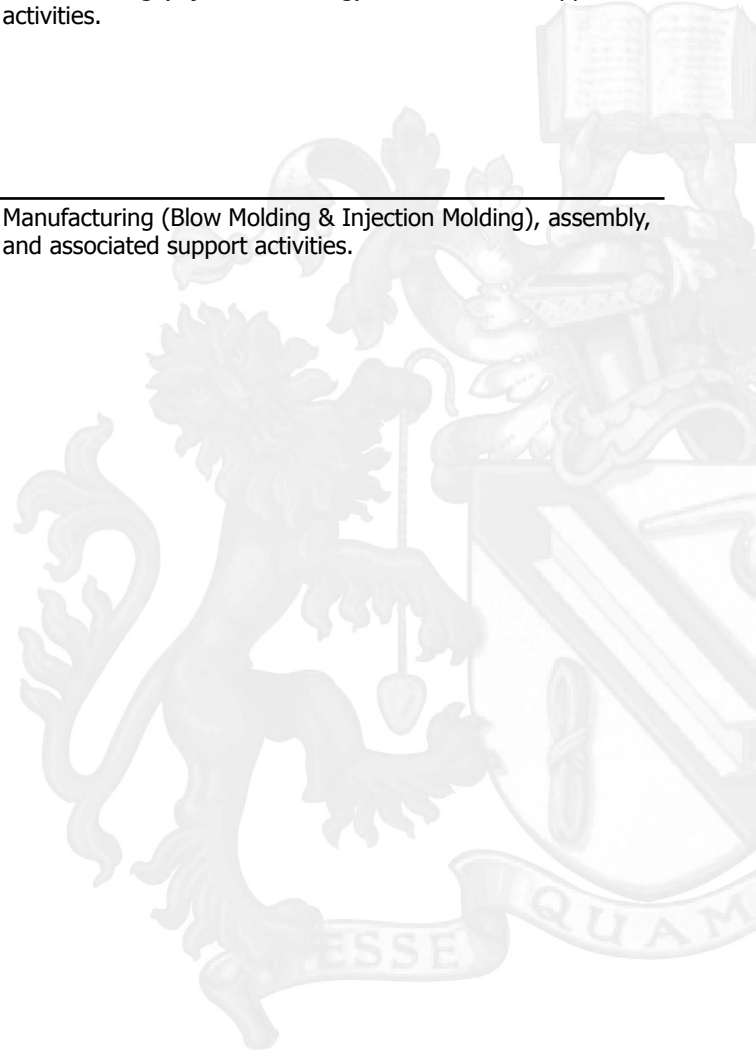 activities.
Manufacturing (Blow Molding & Injection Molding), assembly,
and associated support activities.
ESSE QUAM